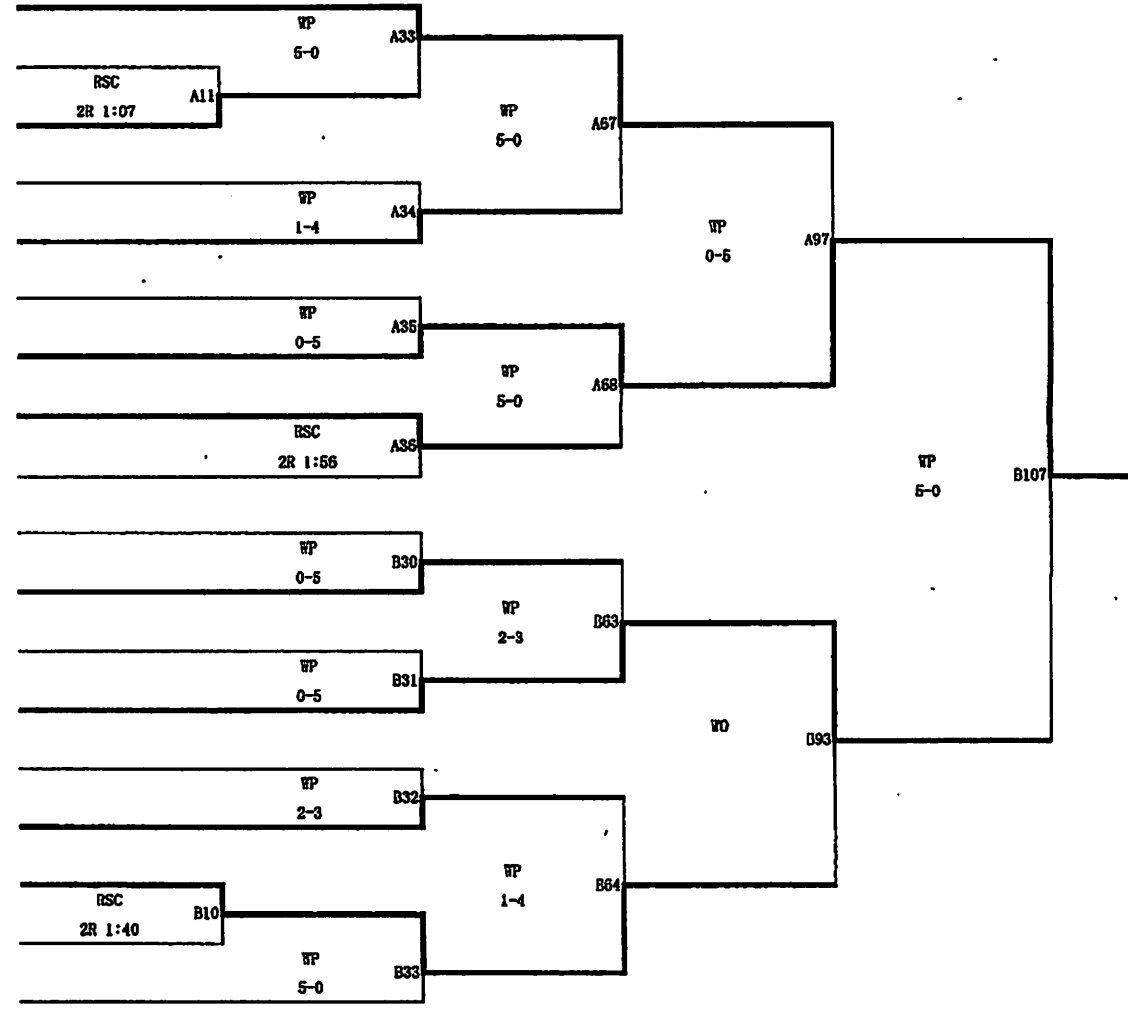 WP
5-0
A33
RSC
2R 1:07
A11
WP
5-0
A67
WP
1-4
A34
WP
0-5
A97
WP
0-5
A35
WP
5-0
A68
RSC
2R 1:56
A36
WP
5-0
B107
WP
0-5
B30
WP
2-3
B63
WP
0-5
B31
WO
B93
WP
2-3
B32
WP
1-4
B64
RSC
2R 1:40
B10
WP
5-0
B33